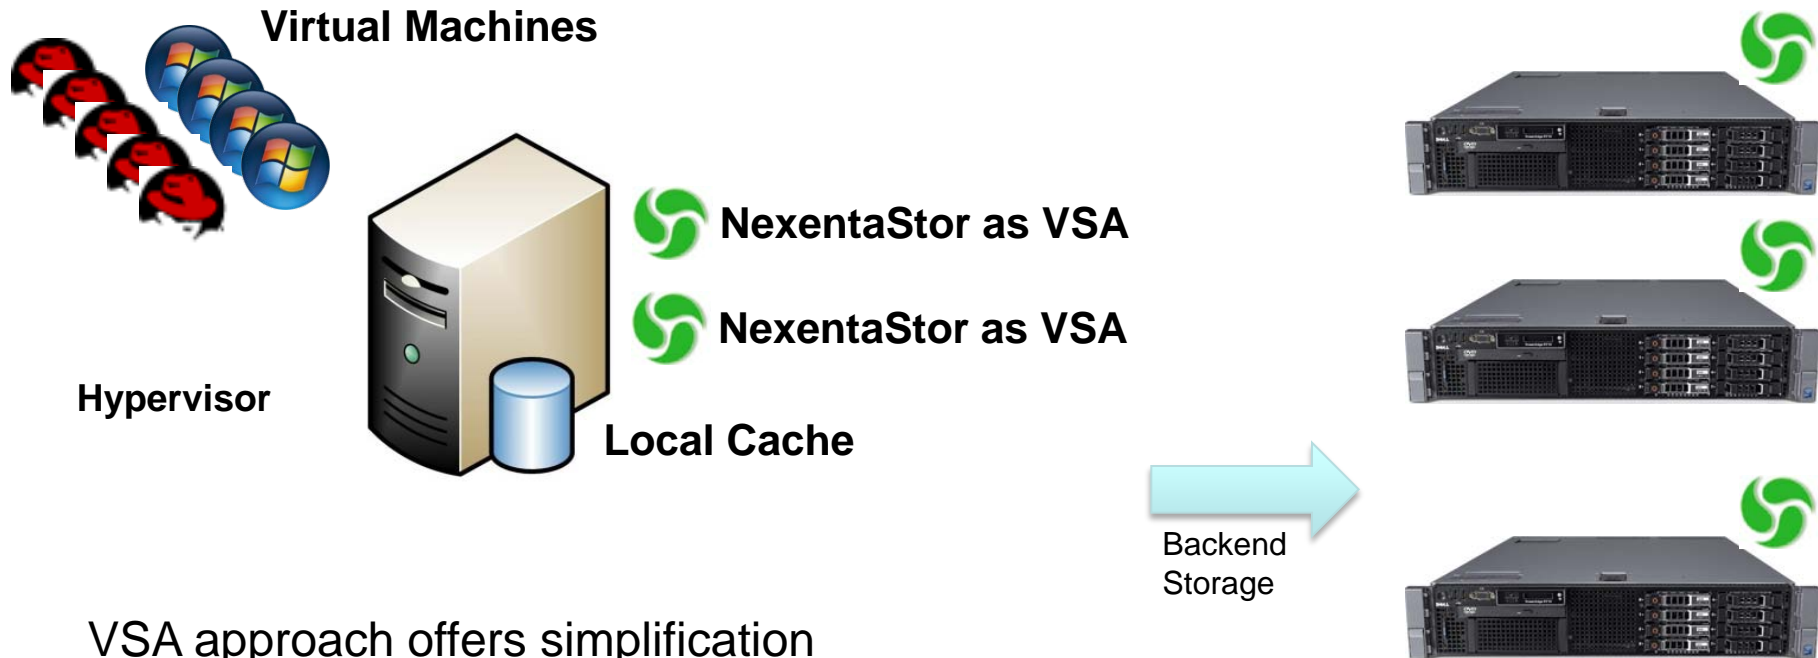 Virtual Machines
NexentaStor as VSA
NexentaStor as VSA
Hypervisor
Local Cache
Backend
Storage
VSA approach offers simplification